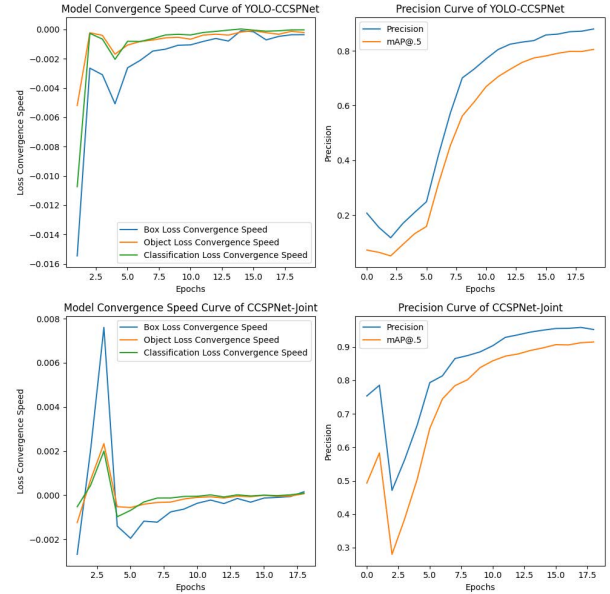 Model Convergence Speed Curve of YOLO-CCSPNet
Loss Convergence Speed
0.000
−0.002
−0.004
−0.006
−0.008
−0.010
−0.012
−0.014
−0.016
Box Loss Convergence Speed
Object Loss Convergence Speed
Classification Loss Convergence Speed
2.5 5.0 7.5 10.0 12.5 15.0 17.5
Epochs
Precision Curve of YOLO-CCSPNet
Precision
mAP@.5
Precision
0.8
0.6
0.4
0.2
0.0 2.5 5.0 7.5 10.0 12.5 15.0 17.5
Epochs
Model Convergence Speed Curve of CCSPNet-Joint
Box Loss Convergence Speed
Object Loss Convergence Speed
Classification Loss Convergence Speed
Loss Convergence Speed
0.008
0.006
0.004
0.002
0.000
−0.002
2.5 5.0 7.5 10.0 12.5 15.0 17.5
Epochs
Precision Curve of CCSPNet-Joint
Precision
mAP@.5
Precision
0.9
0.8
0.7
0.6
0.5
0.4
0.3
0.0 2.5 5.0 7.5 10.0 12.5 15.0 17.5
Epochs